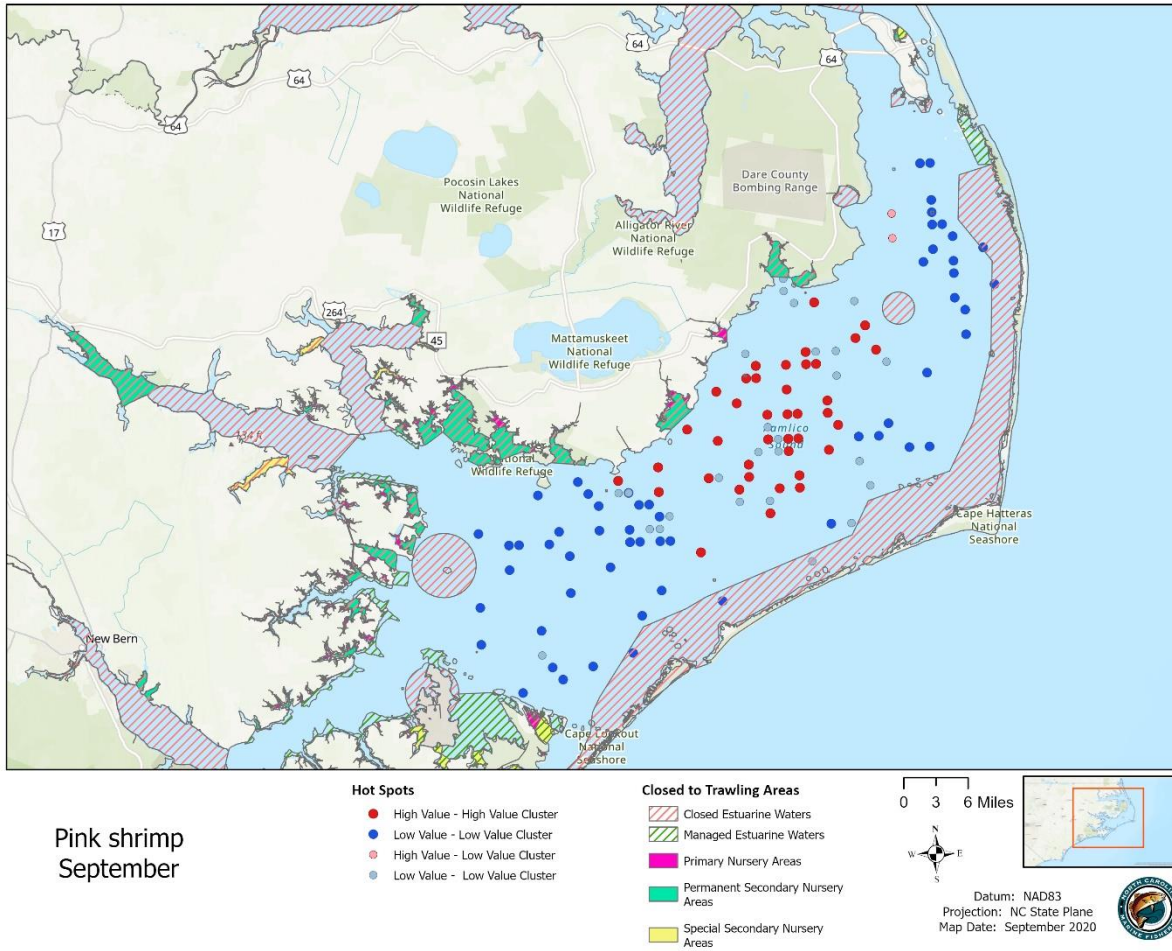 64
64
64
64
Pocosin Lakes
National
Wildlife Refuge
Dare County
Bombing Range
Alligator River
National
Wildlife Refuge
17
264
45
Mattamuskeet
National
Wildlife Refuge
Pamlico
Sound
National
Wildlife Refuge
Cape Hatteras
National
Seashore
New Bern
Cape Lookout
National
Seashore
Pink shrimp
September
Hot Spots
High Value - High Value Cluster
Low Value - Low Value Cluster
High Value - Low Value Cluster
Low Value - Low Value Cluster
Closed to Trawling Areas
Closed Estuarine Waters
Managed Estuarine Waters
Primary Nursery Areas
Permanent Secondary Nursery
Areas
Special Secondary Nursery
Areas
0 3 6 Miles
N
W E
S
Datum: NAD83
Projection: NC State Plane
Map Date: September 2020
NORTH CAROLINA
MARINE FISHERIES